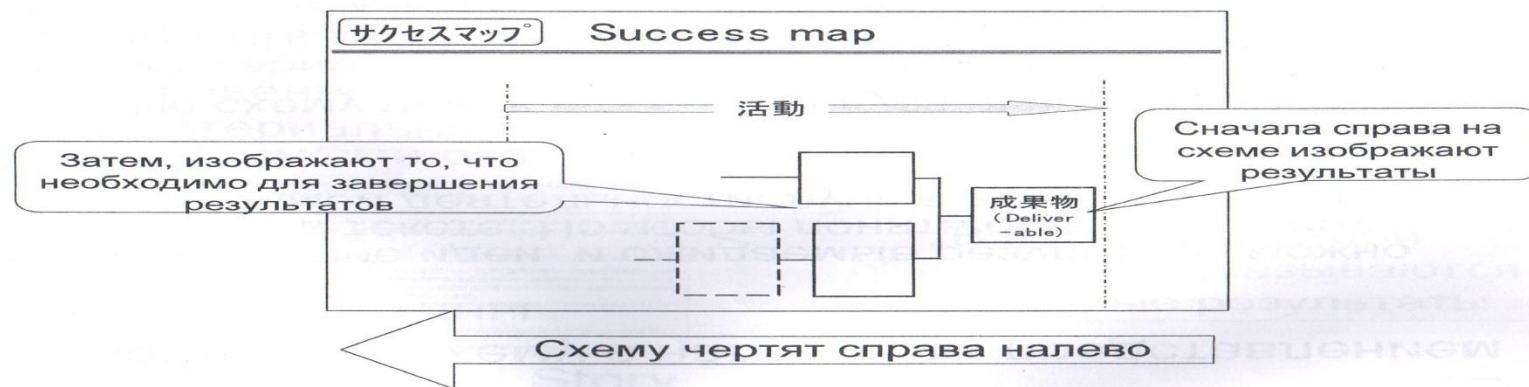 サクセスマップ Success map
活動
Сначала справа на
схеме изображают
результаты
Затем, изображают то, что
необходимо для завершения
результатов
成果物
(Deliver
-able)
Схему чертят справа налево